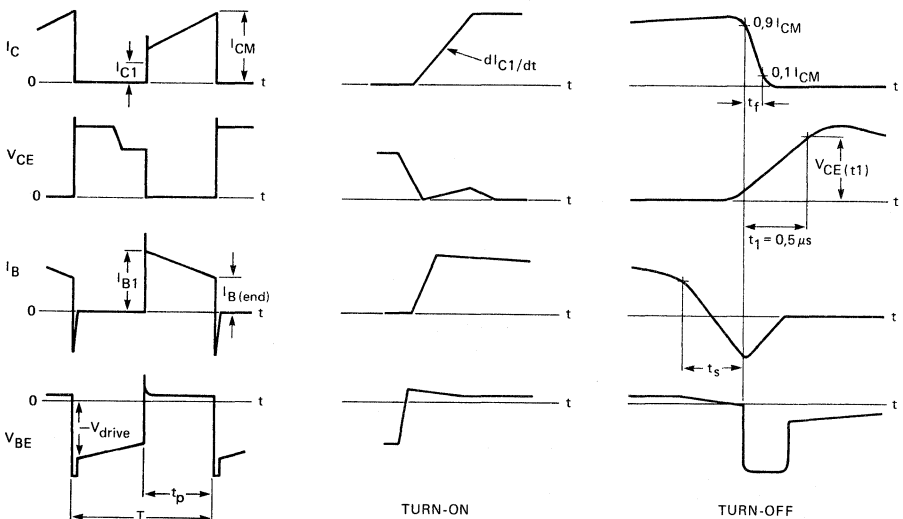 I_C
0
I_C1
I_CM
t
dI_C1/dt
t
0,9 I_CM
0,1 I_CM
t_f
t
V_CE
0
t
t
V_CE(t1)
t
t_1 = 0,5 µs
I_B
0
I_B1
I_B(end)
t
t
t
t_s
V_BE
0
–V_drive
t
t
t
t_p
T
TURN-ON
TURN-OFF